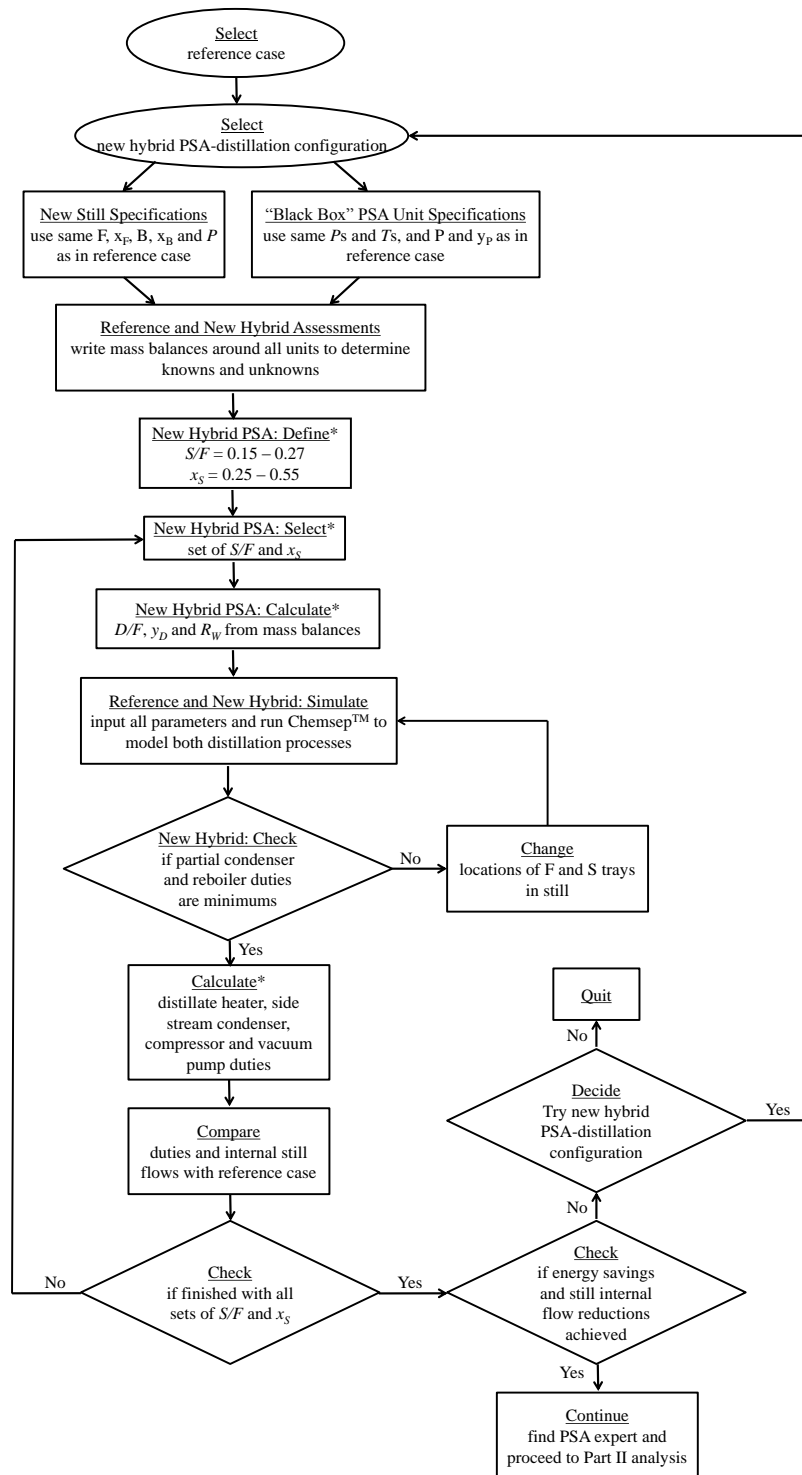 Select
reference case
Select
new hybrid PSA-distillation configuration
New Still Specifications
use same F, x_F, B, x_B and P
as in reference case
“Black Box” PSA Unit Specifications
use same Ps and Ts, and P and y_P as in
reference case
Reference and New Hybrid Assessments
write mass balances around all units to determine
knowns and unknowns
New Hybrid PSA: Define*
S/F = 0.15 – 0.27
x_S = 0.25 – 0.55
New Hybrid PSA: Select*
set of S/F and x_S
New Hybrid PSA: Calculate*
D/F, y_D and R_W from mass balances
Reference and New Hybrid: Simulate
input all parameters and run Chemsep™ to
model both distillation processes
New Hybrid: Check
if partial condenser
and reboiler duties
are minimums
No
Change
locations of F and S trays
in still
Yes
Calculate*
distillate heater, side
stream condenser,
compressor and vacuum
pump duties
Compare
duties and internal still
flows with reference case
No
Check
if finished with all
sets of S/F and x_S
Yes
Check
if energy savings
and still internal
flow reductions
achieved
No
Decide
Try new hybrid
PSA-distillation
configuration
Yes
No
Quit
Yes
Continue
find PSA expert and
proceed to Part II analysis